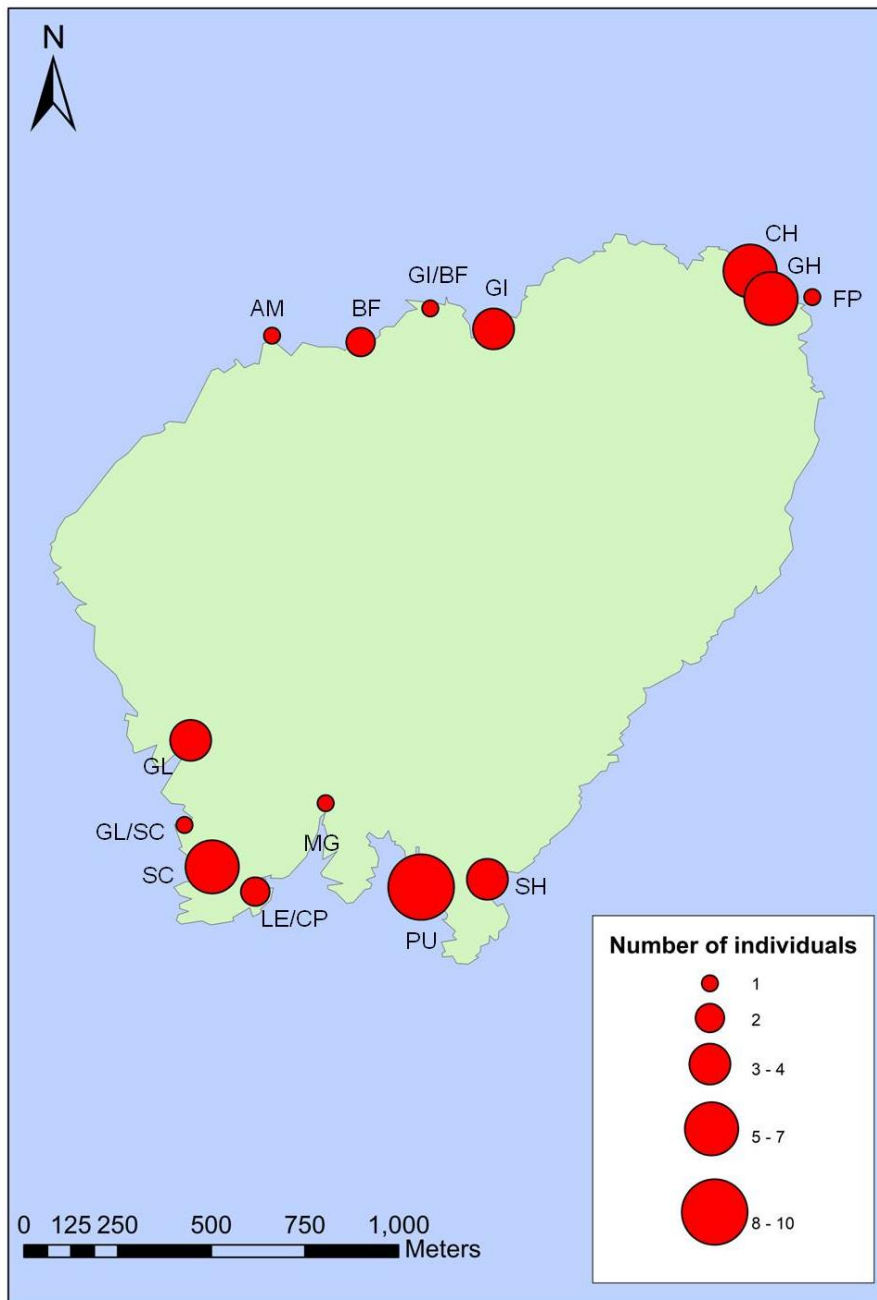 N
CH
GH
GI/BF
GI
FP
AM
BF
GL
GL/SC
MG
SC
SH
LE/CP
PU
Number of individuals
1
2
3 - 4
5 - 7
8 - 10
0 125 250 500 750 1,000
Meters